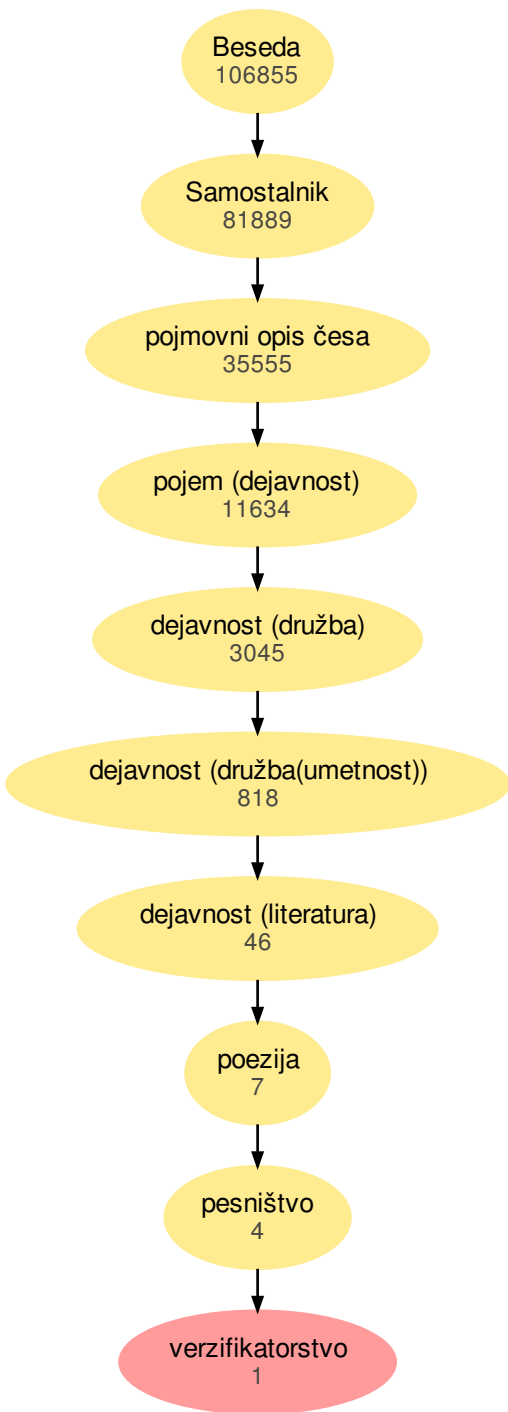 Beseda
106855
Samostalnik
81889
pojmovni opis česa
35555
pojem (dejavnost)
11634
dejavnost (družba)
3045
dejavnost (družba(umetnost))
818
dejavnost (literatura)
46
poezija
7
pesništvo
4
verzifikatorstvo
1